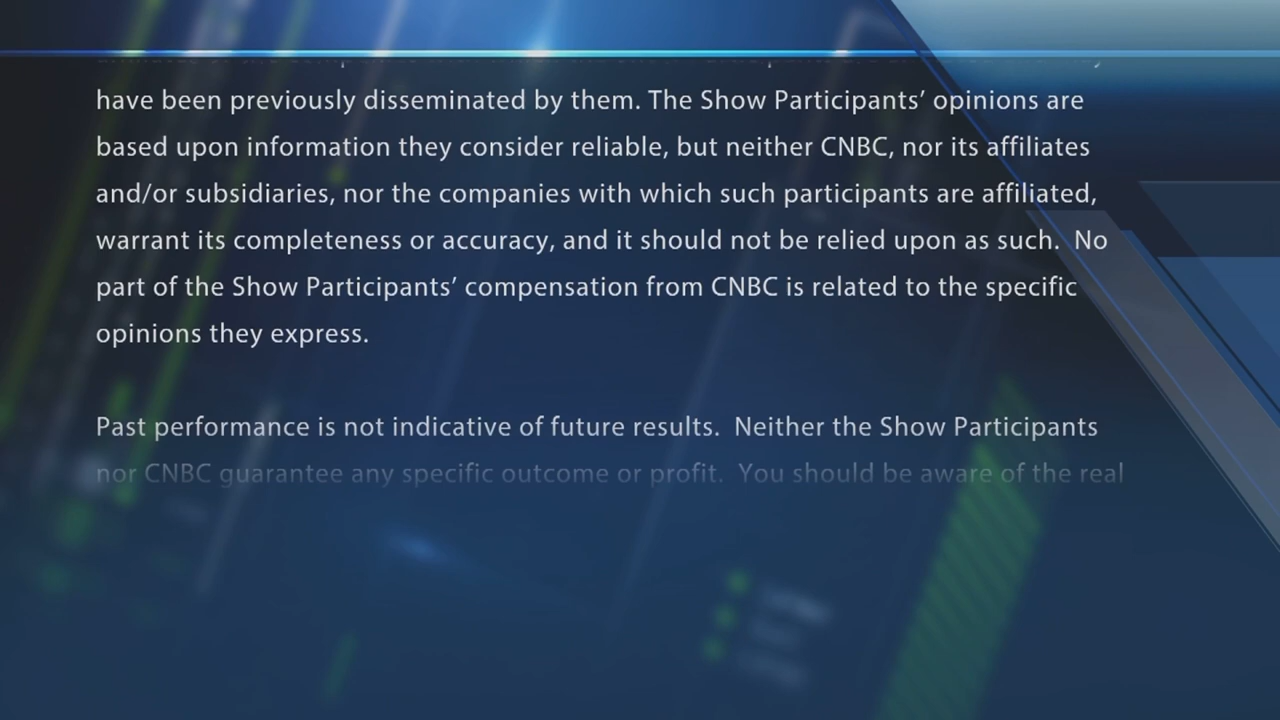 have been previously disseminated by them. The Show Participants’ opinions are
based upon information they consider reliable, but neither CNBC, nor its affiliates
and/or subsidiaries, nor the companies with which such participants are affiliated,
warrant its completeness or accuracy, and it should not be relied upon as such.  No
part of the Show Participants’ compensation from CNBC is related to the specific
opinions they express.
Past performance is not indicative of future results.  Neither the Show Participants
nor CNBC guarantee any specific outcome or profit.  You should be aware of the real